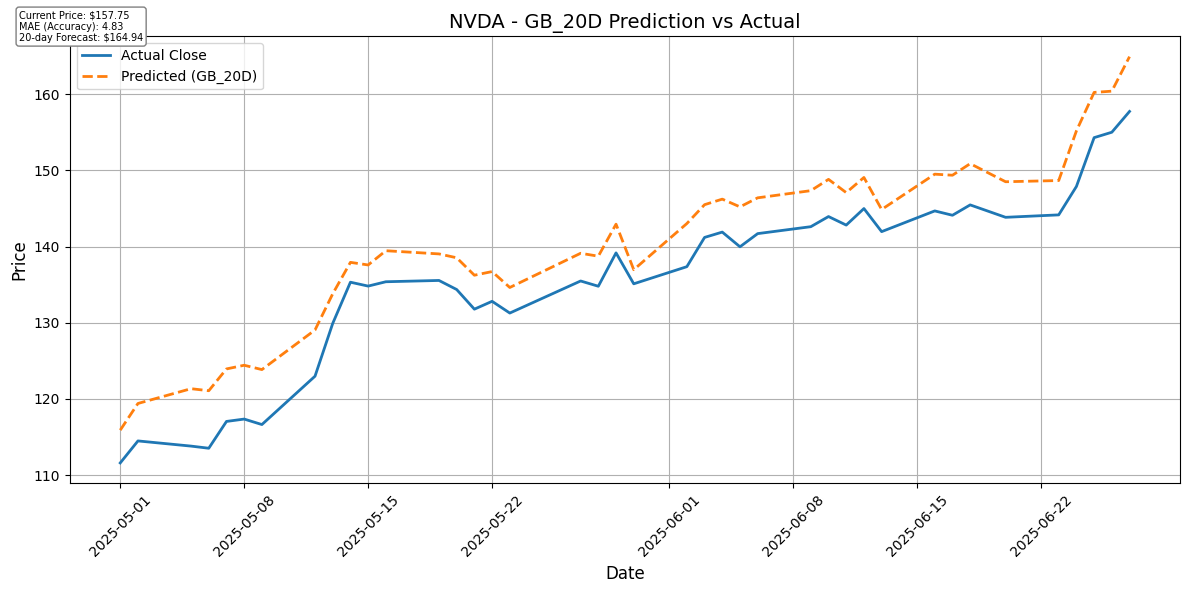 NVDA - GB_20D Prediction vs Actual
Current Price: $157.75
MAE (Accuracy): 4.83
20-day Forecast: $164.94
Actual Close
Predicted (GB_20D)
Price
160
150
140
130
120
110
2025-05-01
2025-05-08
2025-05-15
2025-05-22
2025-06-01
2025-06-08
2025-06-15
2025-06-22
Date